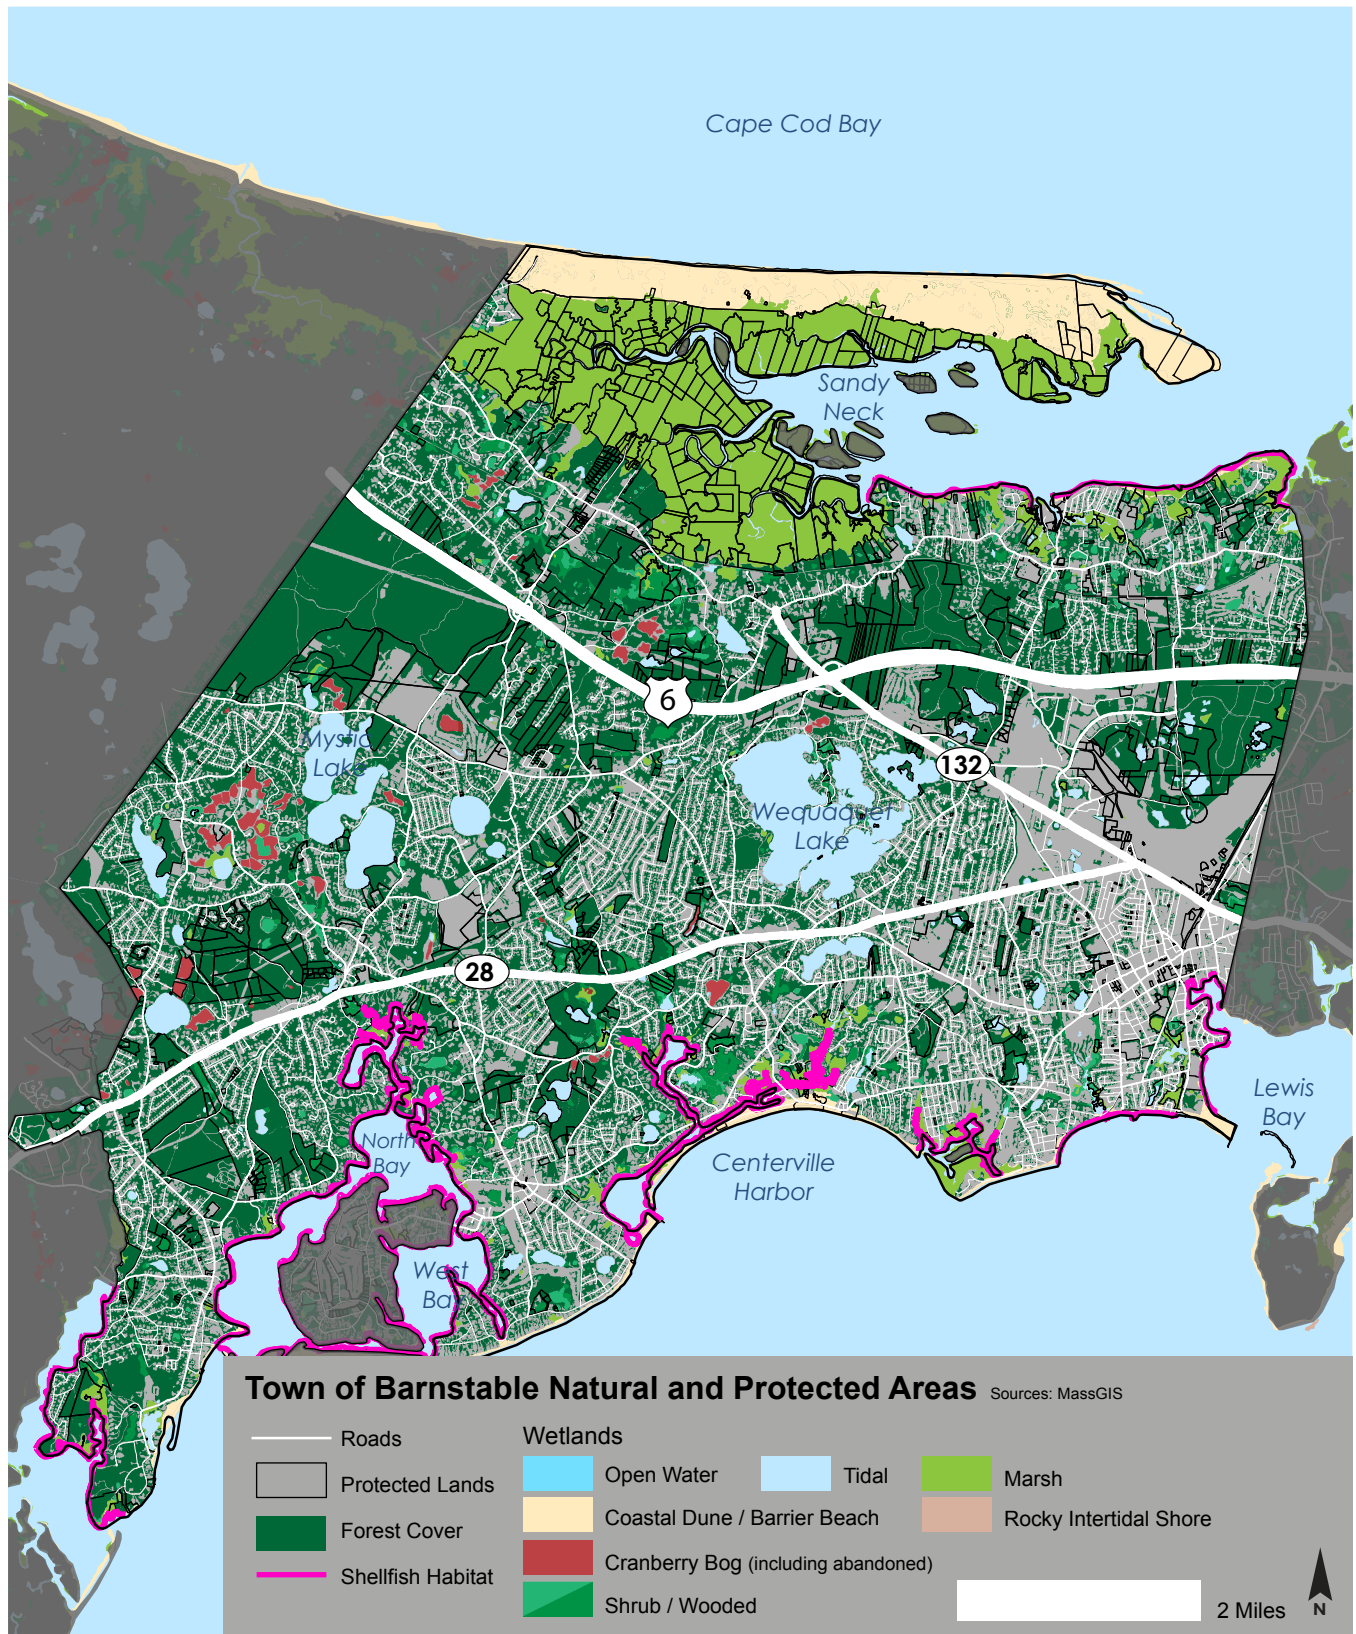 Cape Cod Bay
Sandy
Neck
6
Mystic
Lake
132
Wequaquet
Lake
28
Lewis
Bay
North
Bay
Centerville
Harbor
West
Bay
Town of Barnstable Natural and Protected Areas Sources: MassGIS
Roads
Protected Lands
Forest Cover
Shellfish Habitat
Wetlands
Open Water
Tidal
Marsh
Coastal Dune / Barrier Beach
Rocky Intertidal Shore
Cranberry Bog (including abandoned)
Shrub / Wooded
2 Miles
N